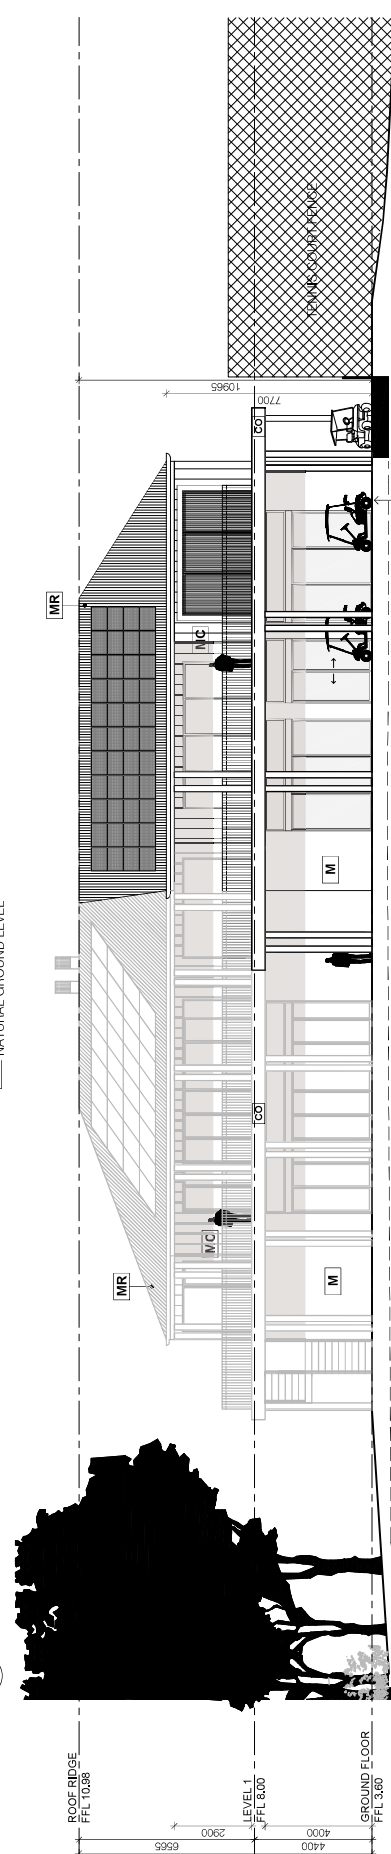 NATURAL GROUND LEVEL
ROOF RIDGE
FFL 10.98
LEVEL 1
FFL 8.00
GROUND FLOOR
FFL 3.60
65565
2900
4400
4000
MR
MC
CO
M
MR
MC
CO
M
7700
10965
TENNIS COURT FENCE